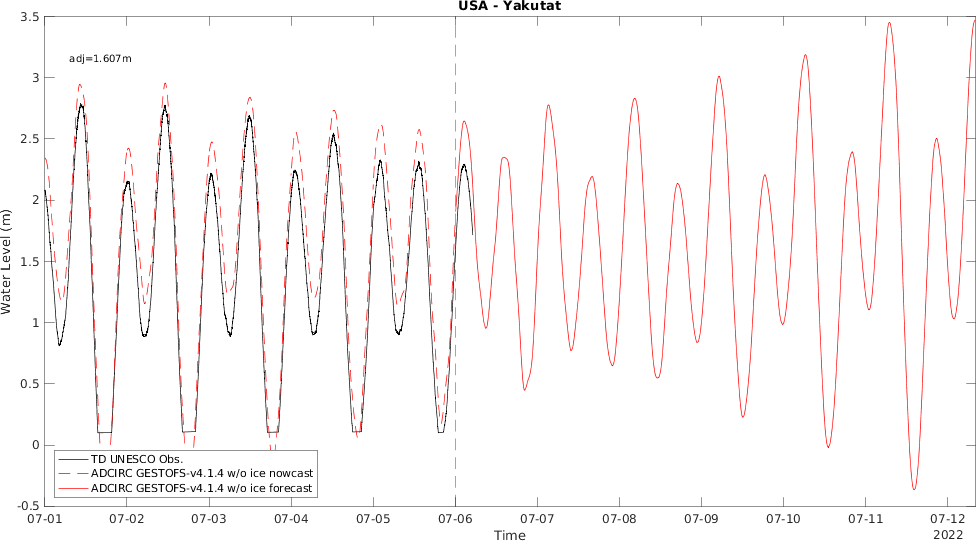 USA - Yakutat
adj=1.607m
3.5
3
2.5
2
1.5
1
0.5
0
-0.5
Water Level (m)
TD UNESCO Obs.
ADCIRC GESTOFS-v4.1.4 w/o ice nowcast
ADCIRC GESTOFS-v4.1.4 w/o ice forecast
07-01 07-02 07-03 07-04 07-05 07-06 07-07 07-08 07-09 07-10 07-11 07-12
Time
2022